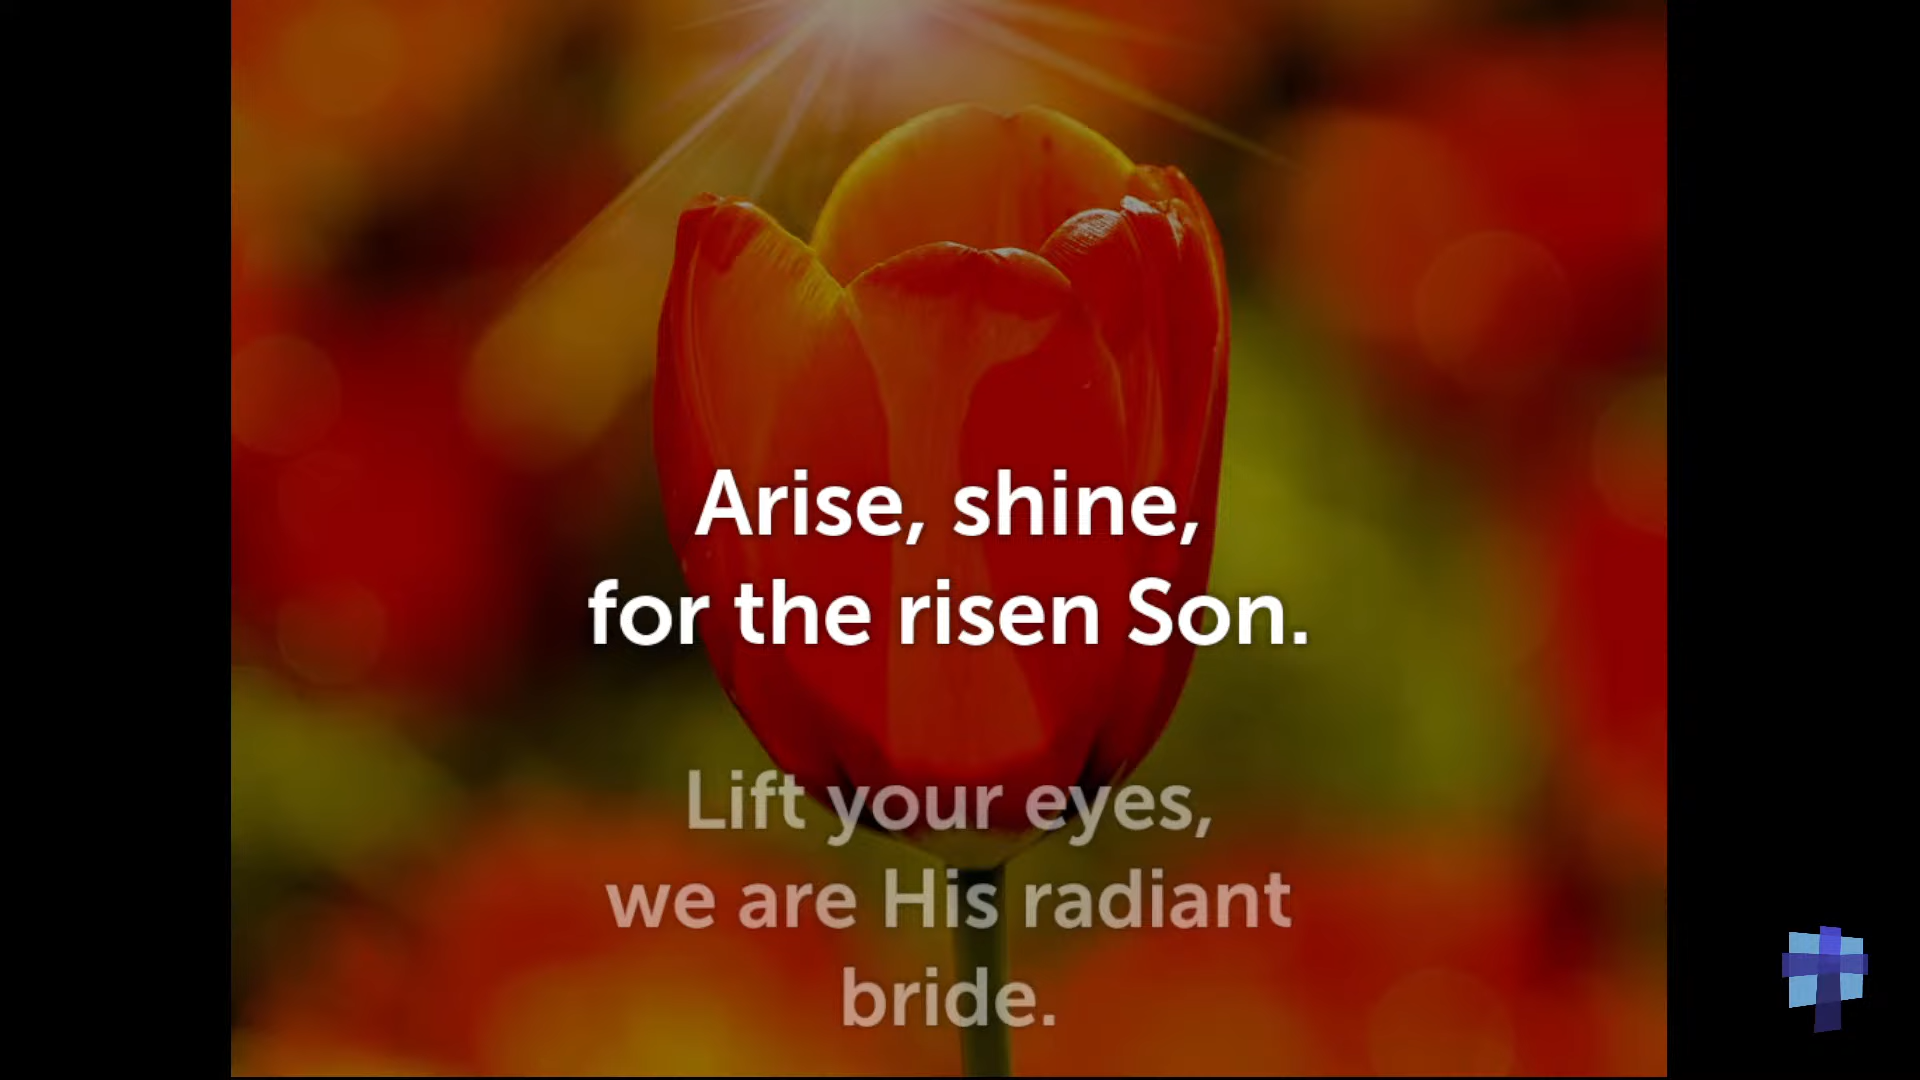 Arise, shine,
for the risen Son.
Lift your eyes,
we are His radiant
bride.